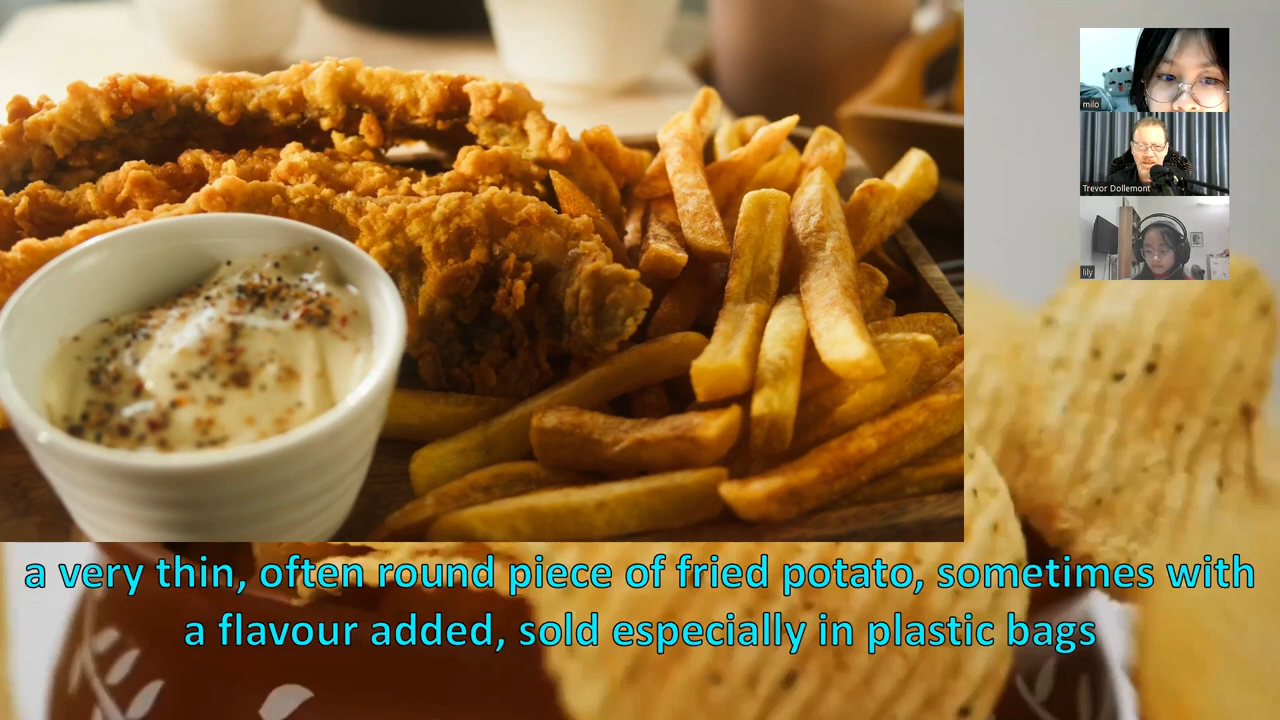 milo
Trevor Dollemont
lily
a very thin, often round piece of fried potato, sometimes with
a flavour added, sold especially in plastic bags